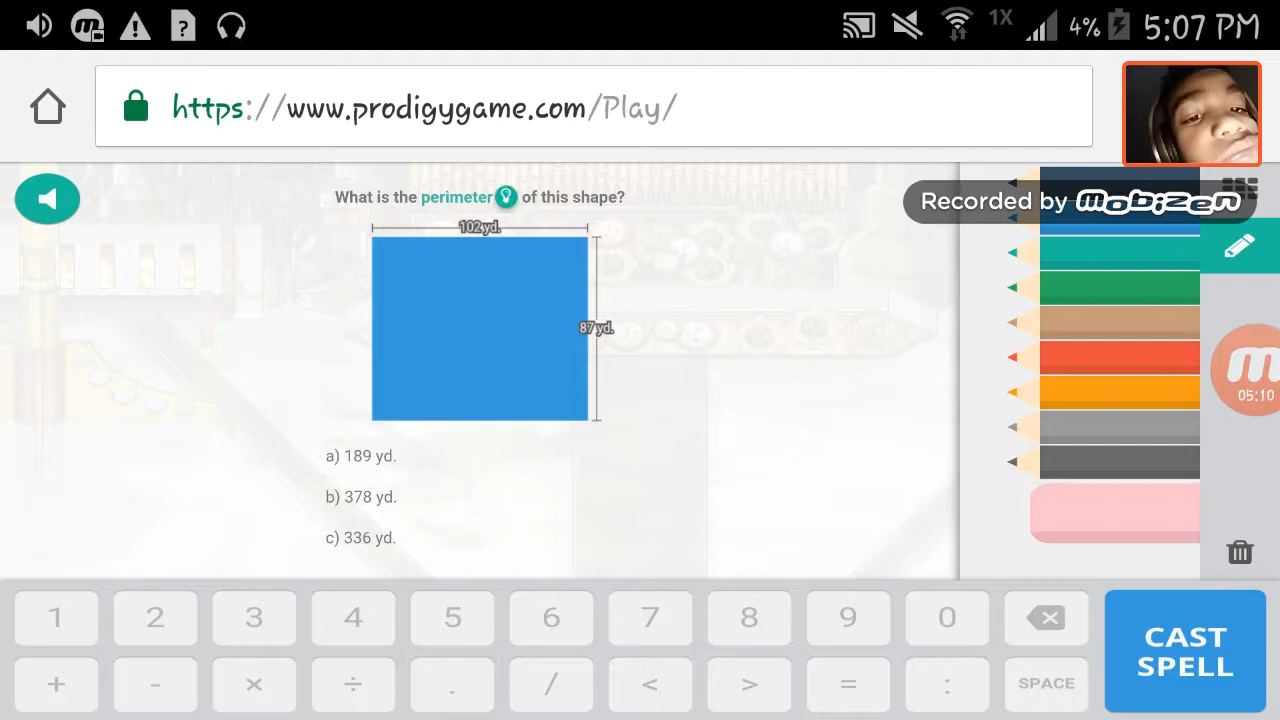 1X 4% 5:07 PM
https://www.prodigygame.com/Play/
Recorded by mobizen
What is the perimeter of this shape?
102 yd.
87 yd.
05:10
a) 189 yd.
b) 378 yd.
c) 336 yd.
1 2 3 4 5 6 7 8 9 0
CAST
SPELL
+ - × ÷ . / < > = : SPACE